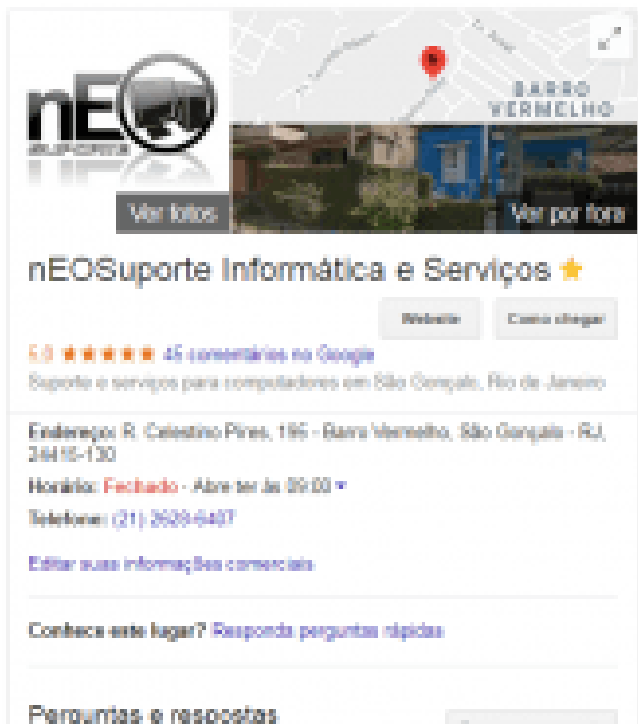 nEO
suporte
BARRO
VERMELHO
Ver fotos
Ver por fora
nEOSuporte Informática e Serviços
Website
Como chegar
5,0 45 comentários no Google
Suporte e serviços para computadores em São Gonçalo, Rio de Janeiro
Endereço: R. Celestino Pires, - Barro Vermelho, São Gonçalo - RJ,
Horário: Fechado - Abre ter às 09:00
Telefone: (21)
Editar suas informações comerciais
Conhece este lugar? Responda perguntas rápidas
Perguntas e respostas